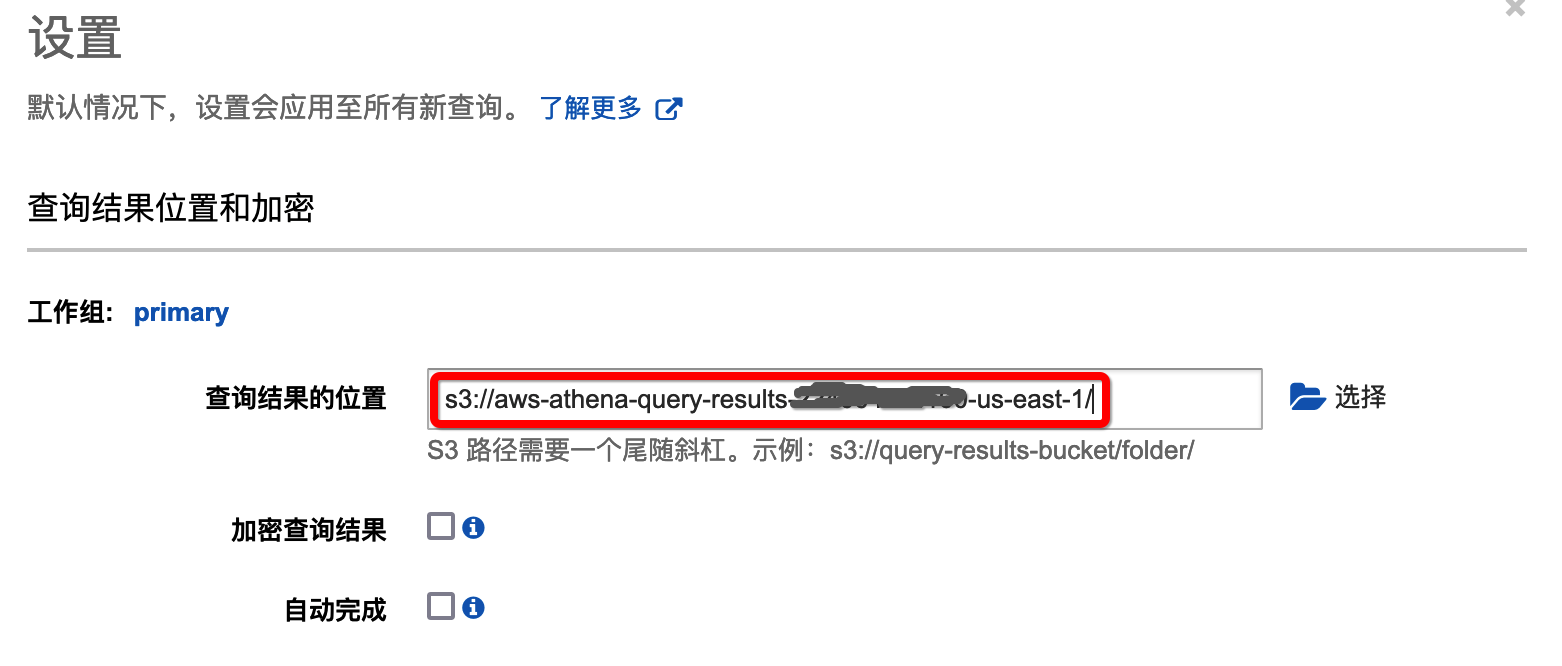 设置
默认情况下，设置会应用至所有新查询。 了解更多
查询结果位置和加密
工作组: primary
查询结果的位置 s3://aws-athena-query-results- -us-east-1/ 选择
S3 路径需要一个尾随斜杠。示例：s3://query-results-bucket/folder/
加密查询结果
自动完成